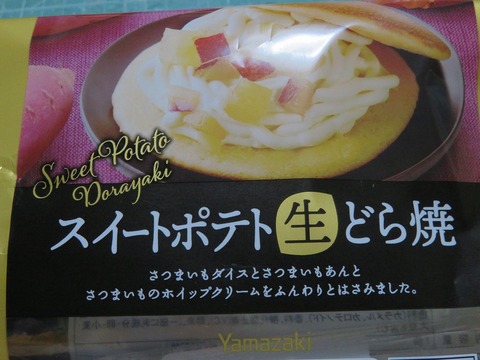 Sweet Potato
Dorayaki
スイートポテト生どら焼
さつまいもダイスとさつまいもあんと
さつまいものホイップクリームをふんわりとはさみました。
Yamazaki